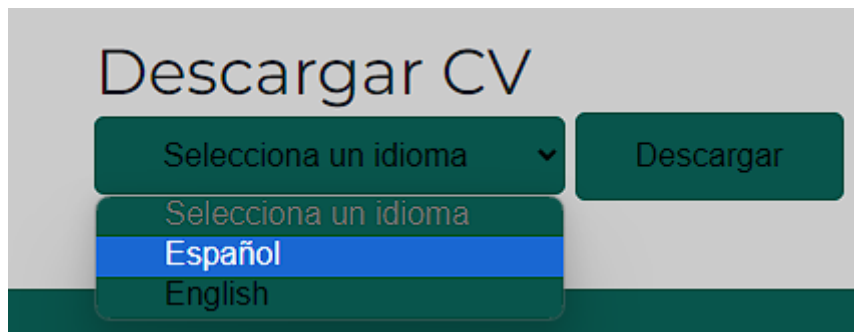 Descargar CV
Selecciona un idioma Descargar
Selecciona un idioma
Español
English